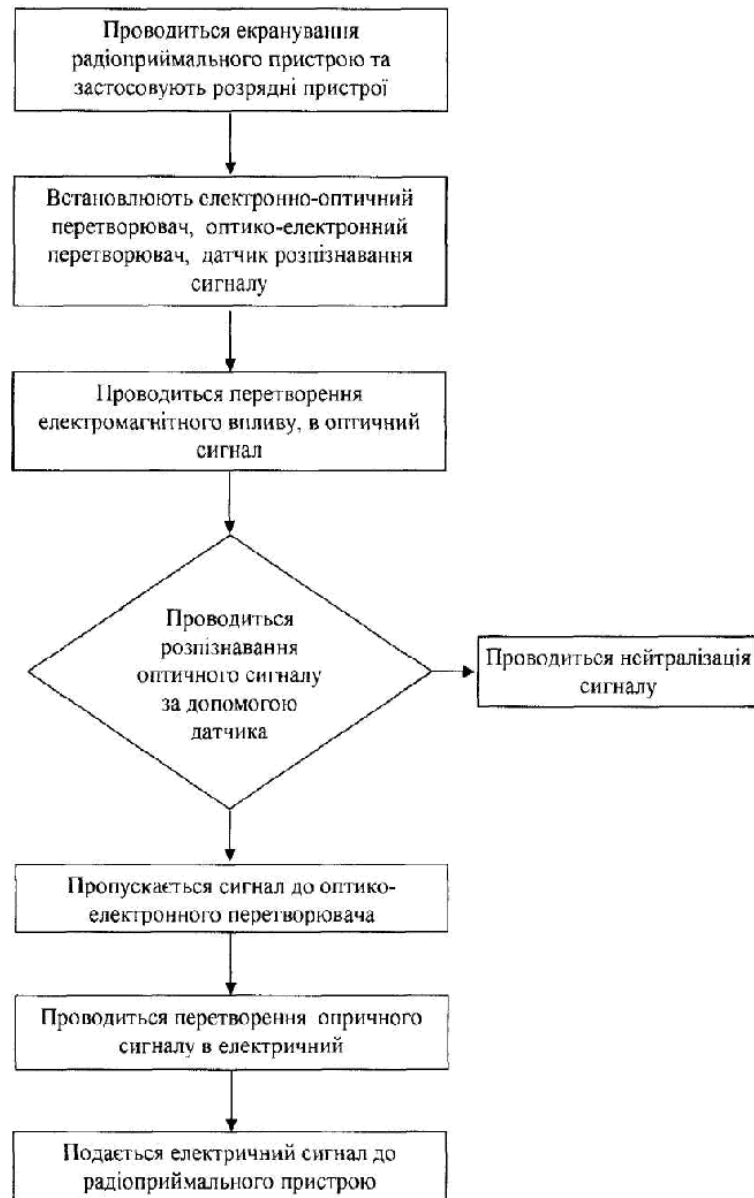 Проводиться екранування
радіоприймального пристрою та
застосовують розрядні пристрої
Встановлюють електронно-оптичний
перетворювач, оптико-електронний
перетворювач, датчик розпізнавання
сигналу
Проводиться перетворення
електромагнітного впливу, в оптичний
сигнал
Проводиться
розпізнавання
оптичного сигналу
за допомогою
датчика
Проводиться нейтралізація
сигналу
Пропускається сигнал до оптико-
електронного перетворювача
Проводиться перетворення опричного
сигналу в електричний
Подається електричний сигнал до
радіоприймального пристрою